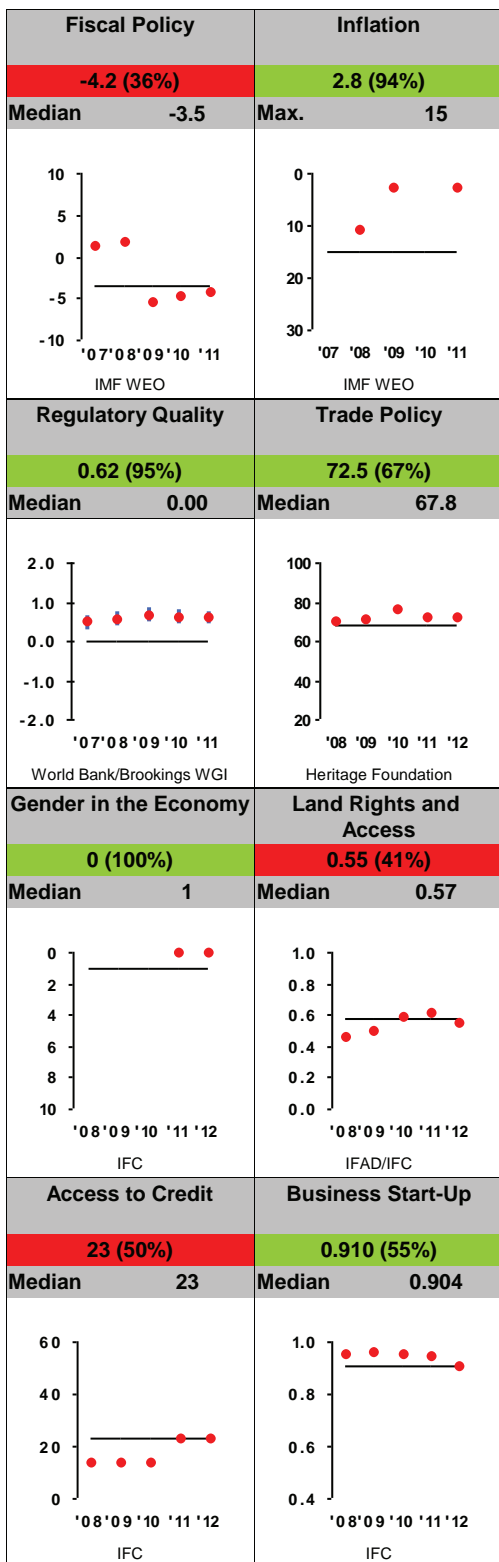 Fiscal Policy
-4.2 (36%)
Median -3.5
10
5
0
-5
-10
'07 '08 '09 '10 '11
IMF WEO
Inflation
2.8 (94%)
Max. 15
0
10
20
30
'07 '08 '09 '10 '11
IMF WEO
Regulatory Quality
0.62 (95%)
Median 0.00
2.0
1.0
0.0
-1.0
-2.0
'07 '08 '09 '10 '11
World Bank/Brookings WGI
Trade Policy
72.5 (67%)
Median 67.8
100
80
60
40
20
'08 '09 '10 '11 '12
Heritage Foundation
Gender in the Economy
0 (100%)
Median 1
0
2
4
6
8
10
'08 '09 '10 '11 '12
IFC
Land Rights and
Access
0.55 (41%)
Median 0.57
1.0
0.8
0.6
0.4
0.2
0.0
'08 '09 '10 '11 '12
IFAD/IFC
Access to Credit
23 (50%)
Median 23
60
40
20
0
'08 '09 '10 '11 '12
IFC
Business Start-Up
0.910 (55%)
Median 0.904
1.0
0.8
0.6
0.4
'08 '09 '10 '11 '12
IFC